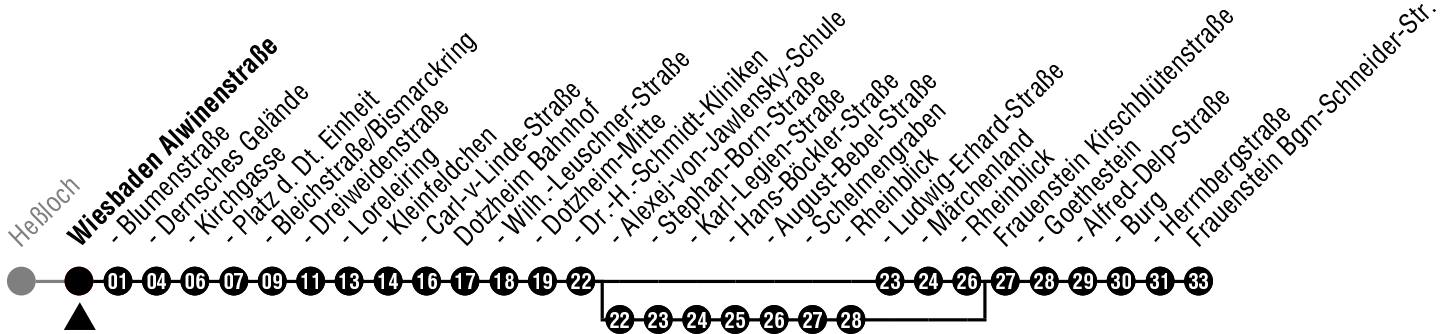 Heßloch
Wiesbaden Alwinenstraße
- Blumenstraße
- Dernsches Gelände
- Kirchgasse
- Platz d. Dt. Einheit
- Bleichstraße/Bismarckring
- Dreiweidenstraße
- Loreleiring
- Kleinfeldchen
- Carl-v-Linde-Straße
Dotzheim Bahnhof
- Wilh.-Leuschner-Straße
- Dotzheim-Mitte
- Dr.-H.-Schmidt-Kliniken
- Alexej-von-Jawlensky-Schule
- Stephan-Born-Straße
- Karl-Legien-Straße
- Hans-Böckler-Straße
- August-Bebel-Straße
- Schelmengraben
- Rheinblick
- Ludwig-Erhard-Straße
- Märchenland
- Rheinblick
Frauenstein Kirschblütenstraße
- Goethestein
- Alfred-Delp-Straße
- Burg
- Herrnbergstraße
Frauenstein Bgm-Schneider-Str.
01 04 06 07 09 11 13 14 16 17 18 19 22 23 24 26 27 28 29 30 31 33
22 23 24 25 26 27 28